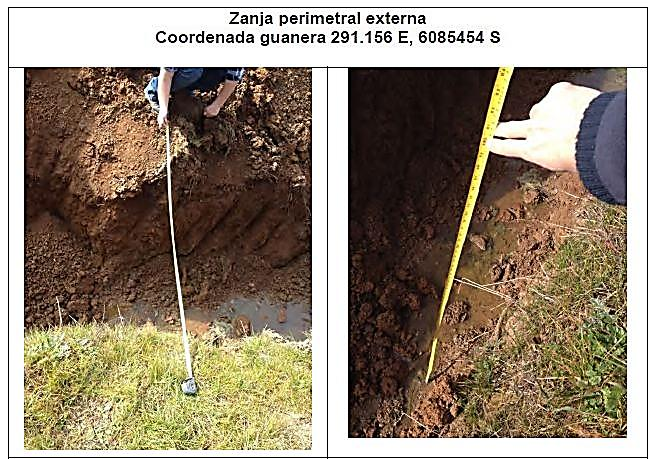 Zanja perimetral externa
Coordenada guanera 291.156 E, 6085454 S